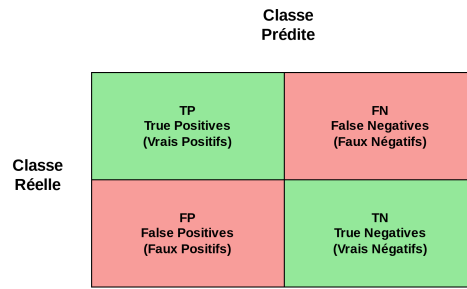 Classe
Prédite
TP
True Positives
(Vrais Positifs)
FN
False Negatives
(Faux Négatifs)
Classe
Réelle
FP
False Positives
(Faux Positifs)
TN
True Negatives
(Vrais Négatifs)